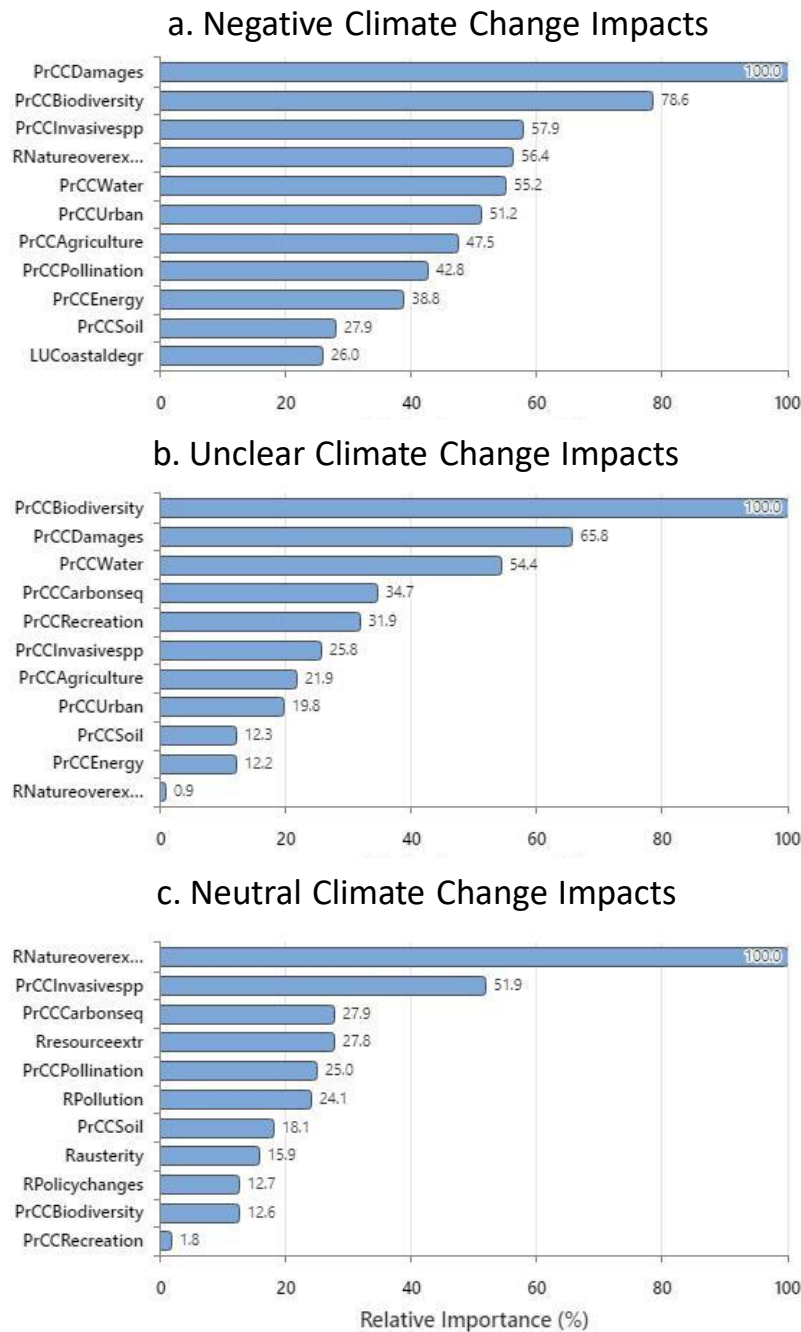 a. Negative Climate Change Impacts
PrCCDamages 100.0
PrCCBiodiversity 78.6
PrCCInvasivespp 57.9
RNatureoverex... 56.4
PrCCWater 55.2
PrCCUrban 51.2
PrCCAgriculture 47.5
PrCCPollination 42.8
PrCCEnergy 38.8
PrCCSoil 27.9
LUCoastaldegr 26.0
0 20 40 60 80 100
b. Unclear Climate Change Impacts
PrCCBiodiversity 100.0
PrCCDamages 65.8
PrCCWater 54.4
PrCCCarbonseq 34.7
PrCCRecreation 31.9
PrCCInvasivespp 25.8
PrCCAgriculture 21.9
PrCCUrban 19.8
PrCCSoil 12.3
PrCCEnergy 12.2
RNatureoverex... 0.9
0 20 40 60 80 100
c. Neutral Climate Change Impacts
RNatureoverex... 100.0
PrCCInvasivespp 51.9
PrCCCarbonseq 27.9
Rresourceextr 27.8
PrCCPollination 25.0
RPollution 24.1
PrCCSoil 18.1
Rausterity 15.9
RPolicychanges 12.7
PrCCBiodiversity 12.6
PrCCRecreation 1.8
0 20 40 60 80 100
Relative Importance (%)